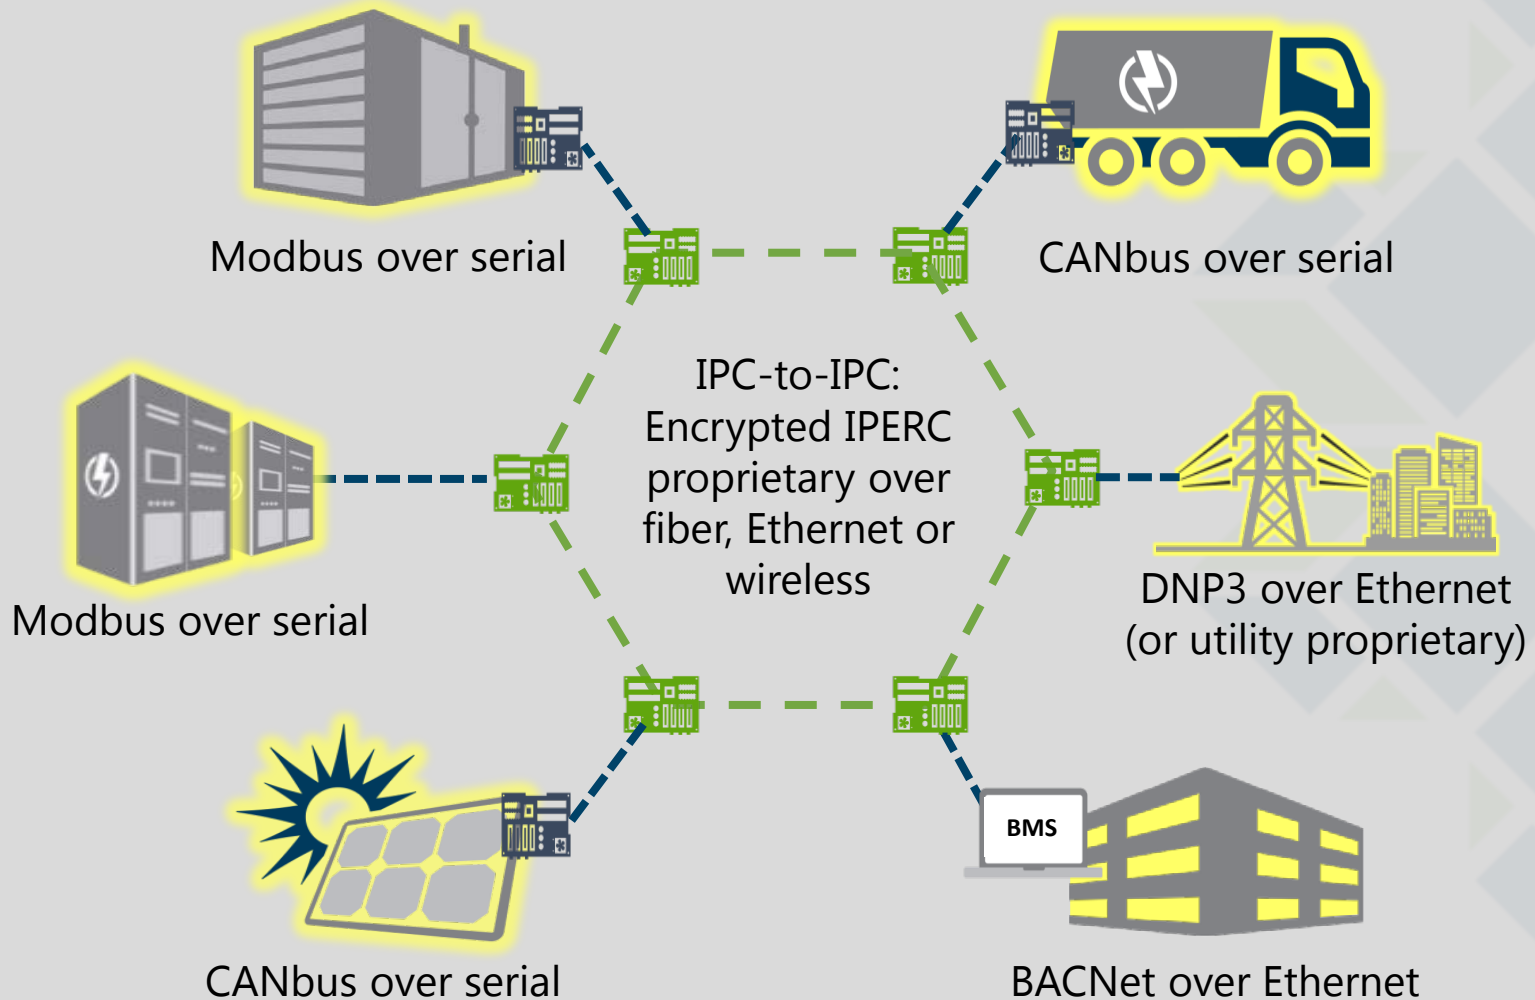 Modbus over serial
CANbus over serial
IPC-to-IPC:
Encrypted IPERC
proprietary over
fiber, Ethernet or
wireless
Modbus over serial
DNP3 over Ethernet
(or utility proprietary)
BMS
CANbus over serial
BACNet over Ethernet